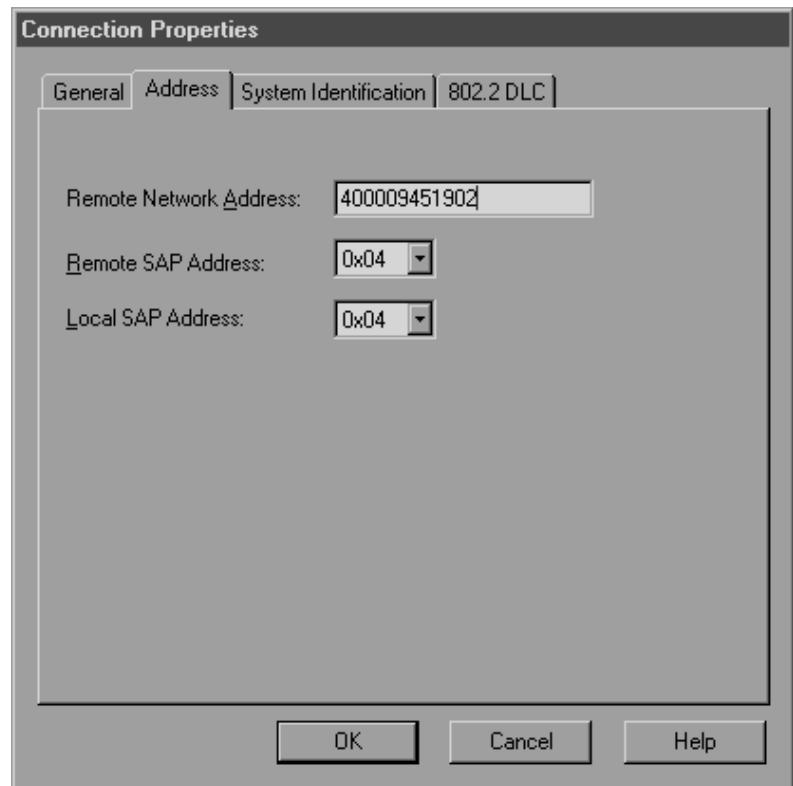 Connection Properties
General Address System Identification 802.2 DLC
Remote Network Address: 400009451902
Remote SAP Address: 0x04
Local SAP Address: 0x04
OK Cancel Help